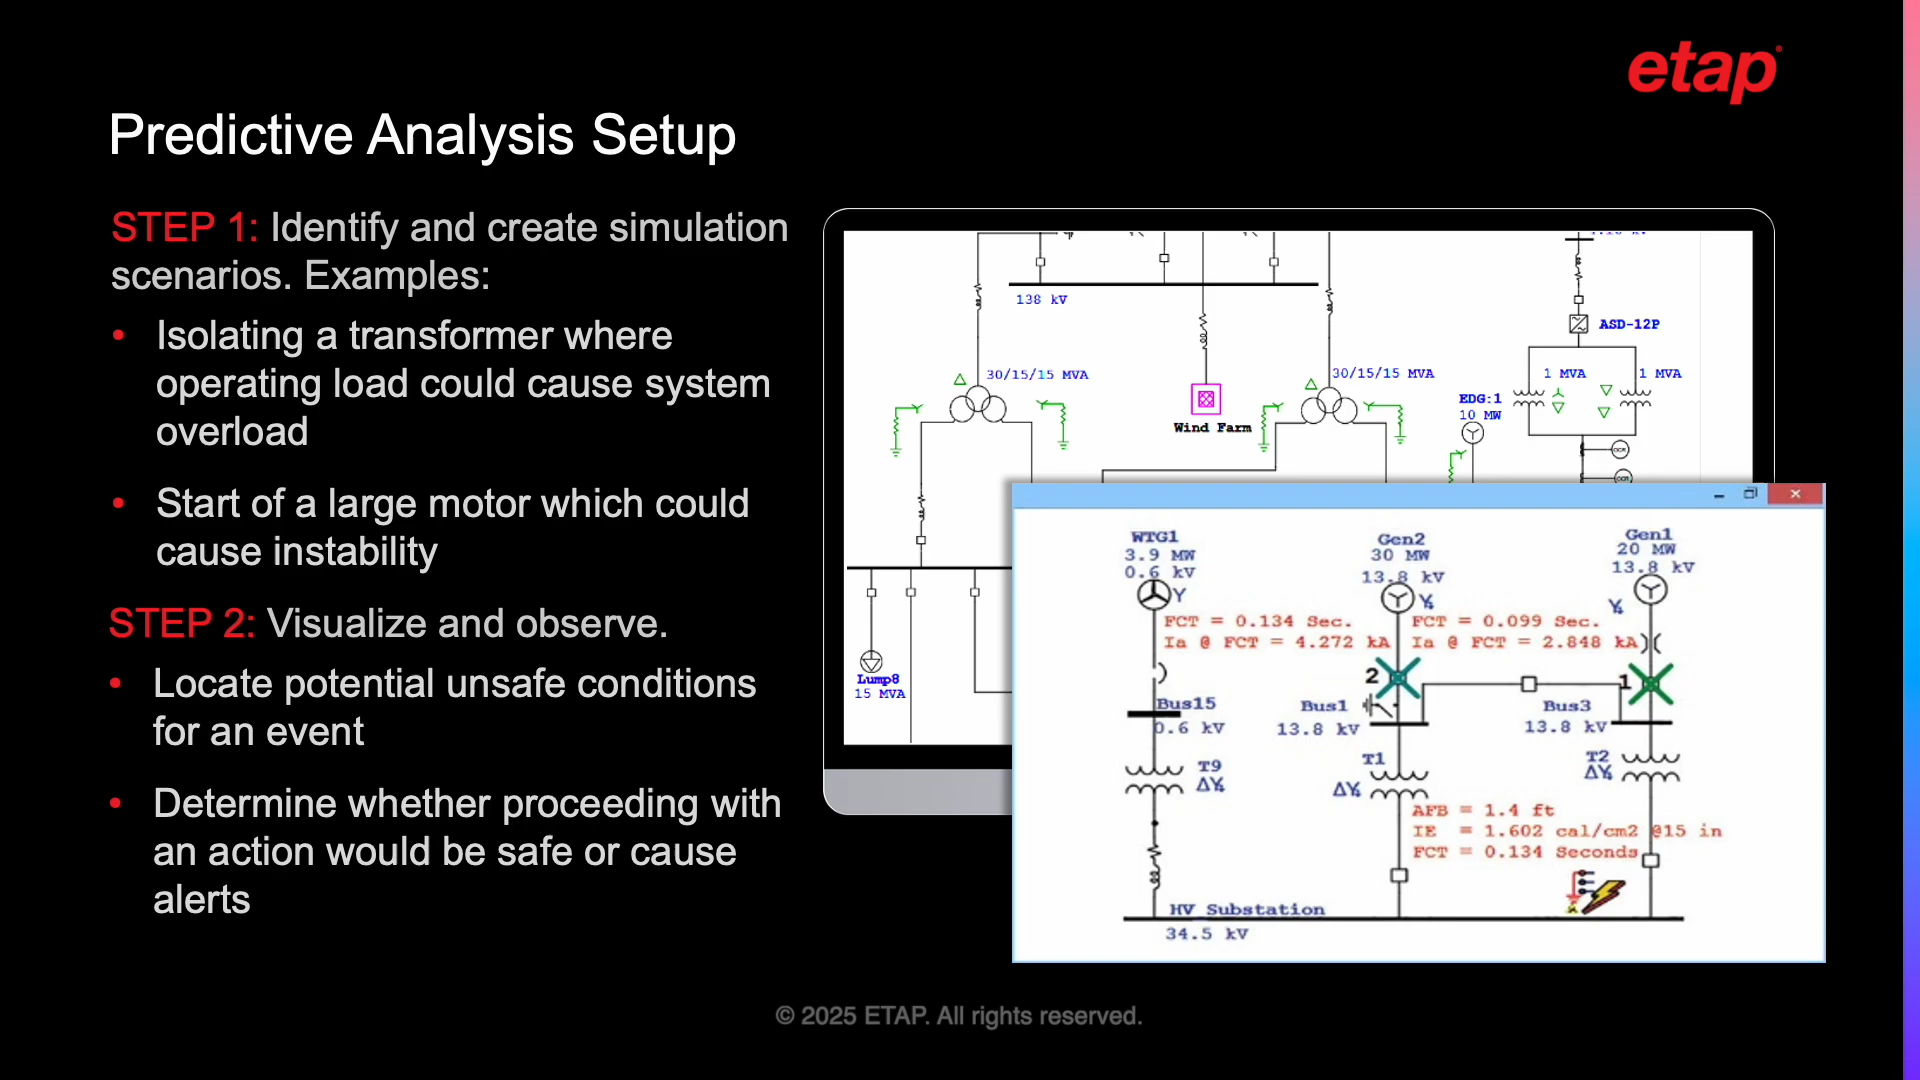 etap
Predictive Analysis Setup
STEP 1: Identify and create simulation
scenarios. Examples:
• Isolating a transformer where
operating load could cause system
overload
• Start of a large motor which could
cause instability
STEP 2: Visualize and observe.
• Locate potential unsafe conditions
for an event
• Determine whether proceeding with
an action would be safe or cause
alerts
138 kV
30/15/15 MVA
Wind Farm
30/15/15 MVA
ASD-12P
1 MVA
1 MVA
EDG:1
10 MW
OCR
OCR
Lump8
15 MVA
WTG1
3.9 MW
0.6 kV
Y
Gen2
30 MW
13.8 kV
Gen1
20 MW
13.8 kV
FCT = 0.134 Sec.
Ia @ FCT = 4.272 kA
FCT = 0.099 Sec.
Ia @ FCT = 2.848 kA
2
1
Bus15
0.6 kV
Bus1
13.8 kV
Bus3
13.8 kV
T9
T1
T2
AFB = 1.4 ft
IE = 1.602 cal/cm2 @15 in
FCT = 0.134 Seconds
HV Substation
34.5 kV
© 2025 ETAP. All rights reserved.